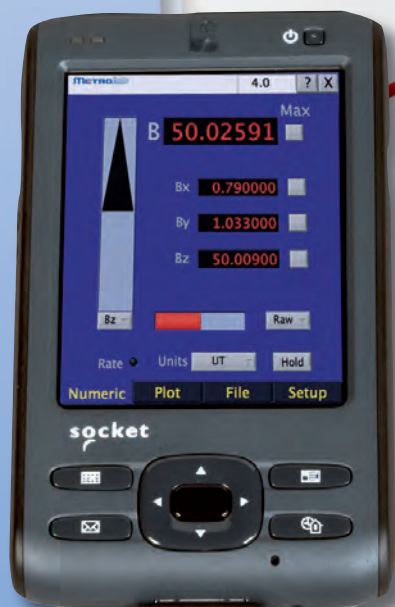 METROLAB 4.0 ? X
Max
B 50.02591
Bx 0.790000
By 1.033000
Bz 50.00900
Bz Raw
Rate Units UT Hold
Numeric Plot File Setup
socket